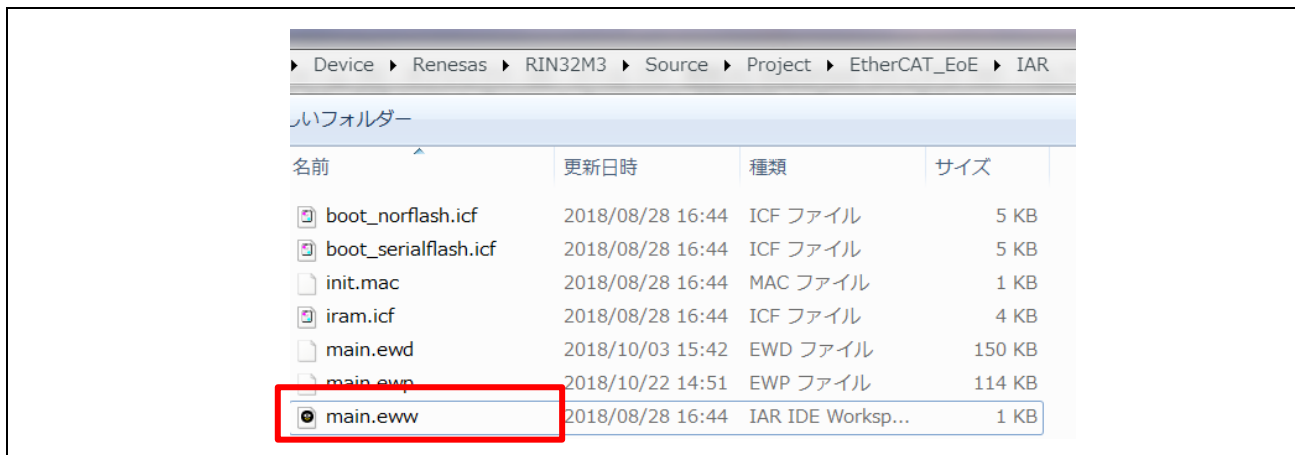 Device Renesas RIN32M3 Source Project EtherCAT_EoE IAR
いフォルダー
名前 更新日時 種類 サイズ
boot_norflash.icf 2018/08/28 16:44 ICF ファイル 5 KB
boot_serialflash.icf 2018/08/28 16:44 ICF ファイル 5 KB
init.mac 2018/08/28 16:44 MAC ファイル 1 KB
iram.icf 2018/08/28 16:44 ICF ファイル 4 KB
main.ewd 2018/10/03 15:42 EWD ファイル 150 KB
main.ewp 2018/10/22 14:51 EWP ファイル 114 KB
main.eww 2018/08/28 16:44 IAR IDE Worksp... 1 KB